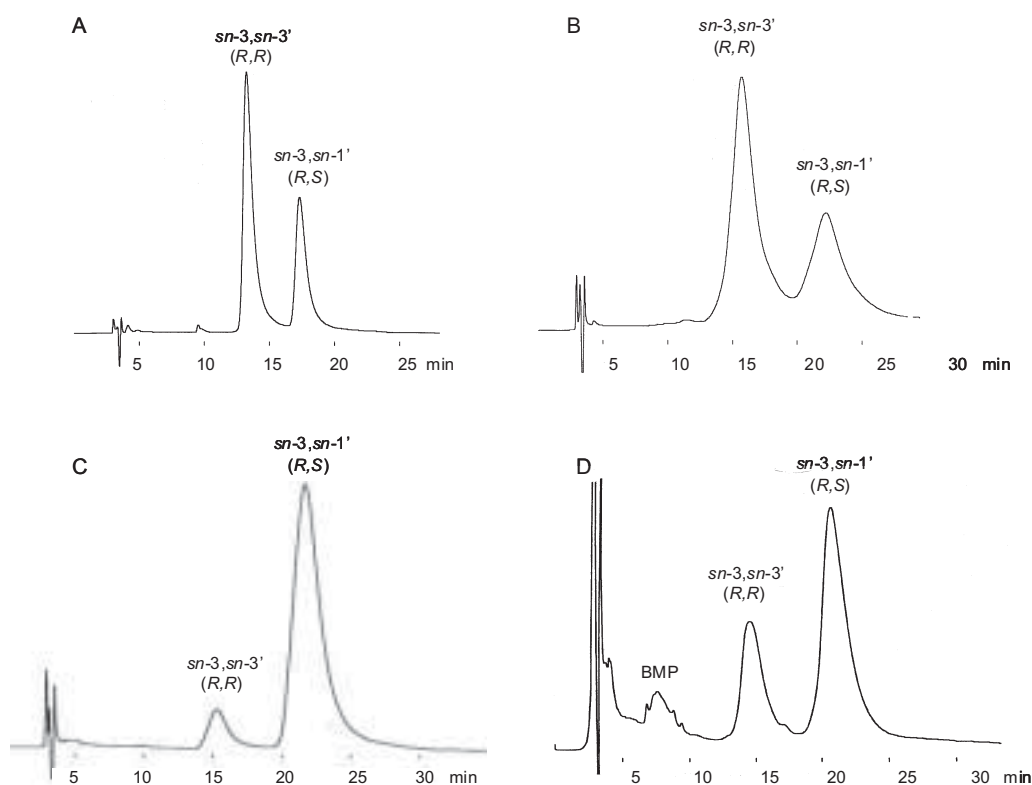 A
sn-3,sn-3’
(R,R)
sn-3,sn-1’
(R,S)
5 10 15 20 25 min
B
sn-3,sn-3’
(R,R)
sn-3,sn-1’
(R,S)
5 10 15 20 25 30 min
C
sn-3,sn-1’
(R,S)
sn-3,sn-3’
(R,R)
5 10 15 20 25 30 min
D
sn-3,sn-1’
(R,S)
sn-3,sn-3’
(R,R)
BMP
5 10 15 20 25 30 min